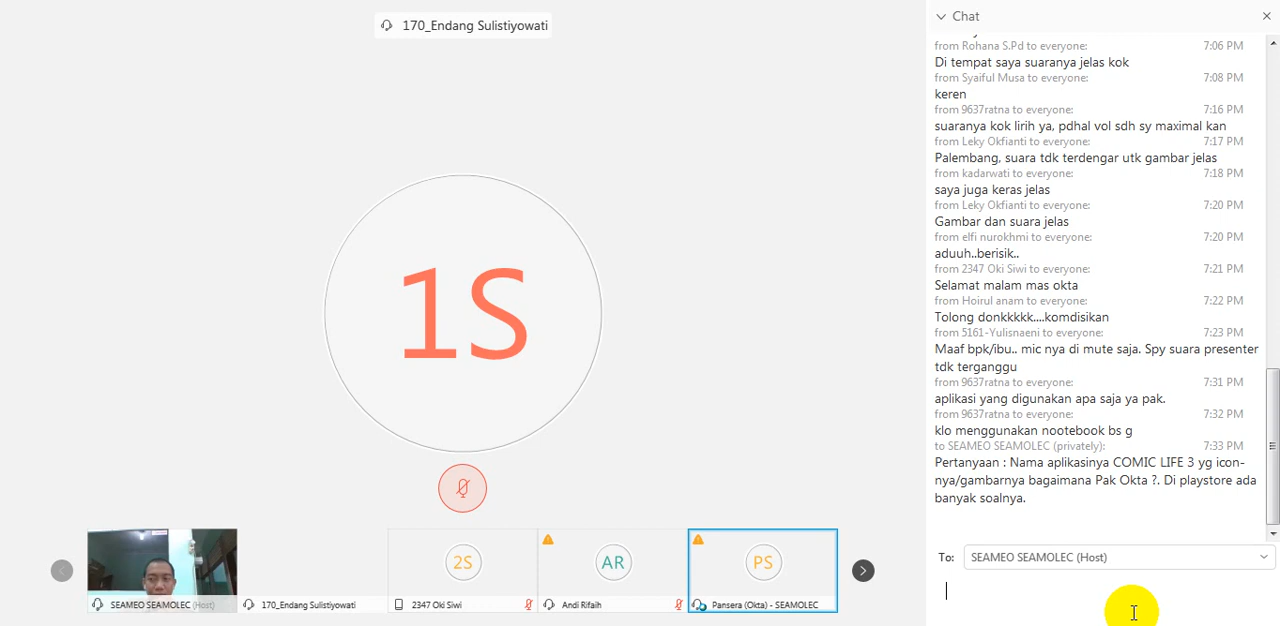 170_Endang Sulistiyowati
Chat
from Rohana S.Pd to everyone: 7:06 PM
Di tempat saya suaranya jelas kok
from Syaiful Musa to everyone: 7:08 PM
keren
from 9637ratna to everyone: 7:16 PM
suaranya kok lirih ya, pdhal vol sdh sy maximal kan
from Leky Okfianti to everyone: 7:17 PM
Palembang, suara tdk terdengar utk gambar jelas
from kadarwati to everyone: 7:18 PM
saya juga keras jelas
from Leky Okfianti to everyone: 7:20 PM
Gambar dan suara jelas
from elfi nurokhmi to everyone: 7:20 PM
aduuh..berisik..
from 2347 Oki Siwi to everyone: 7:21 PM
Selamat malam mas okta
from Hoirul anam to everyone: 7:22 PM
Tolong donkkkkk....komdisikan
from 5161-Yulisnaeni to everyone: 7:23 PM
Maaf bpk/ibu.. mic nya di mute saja. Spy suara presenter
tdk terganggu
from 9637ratna to everyone: 7:31 PM
aplikasi yang digunakan apa saja ya pak.
from 9637ratna to everyone: 7:32 PM
klo menggunakan nootebook bs g
to SEAMEO SEAMOLEC (privately): 7:33 PM
Pertanyaan : Nama aplikasinya COMIC LIFE 3 yg icon-
nya/gambarnya bagaimana Pak Okta ?. Di playstore ada
banyak soalnya.
To: SEAMEO SEAMOLEC (Host)
1S
2S
AR
PS
SEAMEO SEAMOLEC (Host)
170_Endang Sulistiyowati
2347 Oki Siwi
Andi Rifaih
Pansera (Okta) - SEAMOLEC